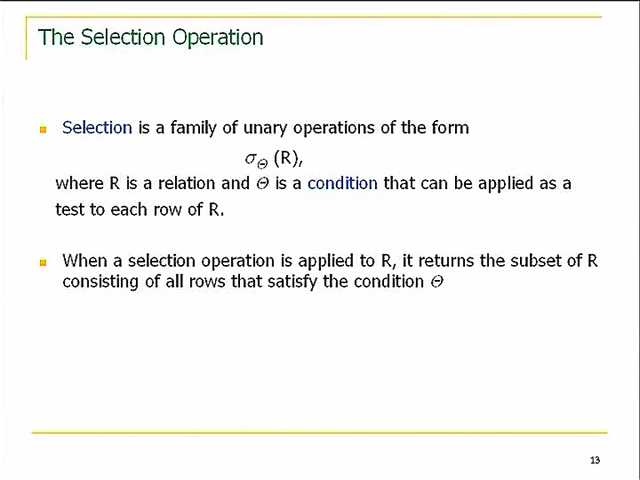 The Selection Operation
Selection is a family of unary operations of the form
σΘ (R),
where R is a relation and Θ is a condition that can be applied as a
test to each row of R.
When a selection operation is applied to R, it returns the subset of R
consisting of all rows that satisfy the condition Θ
13